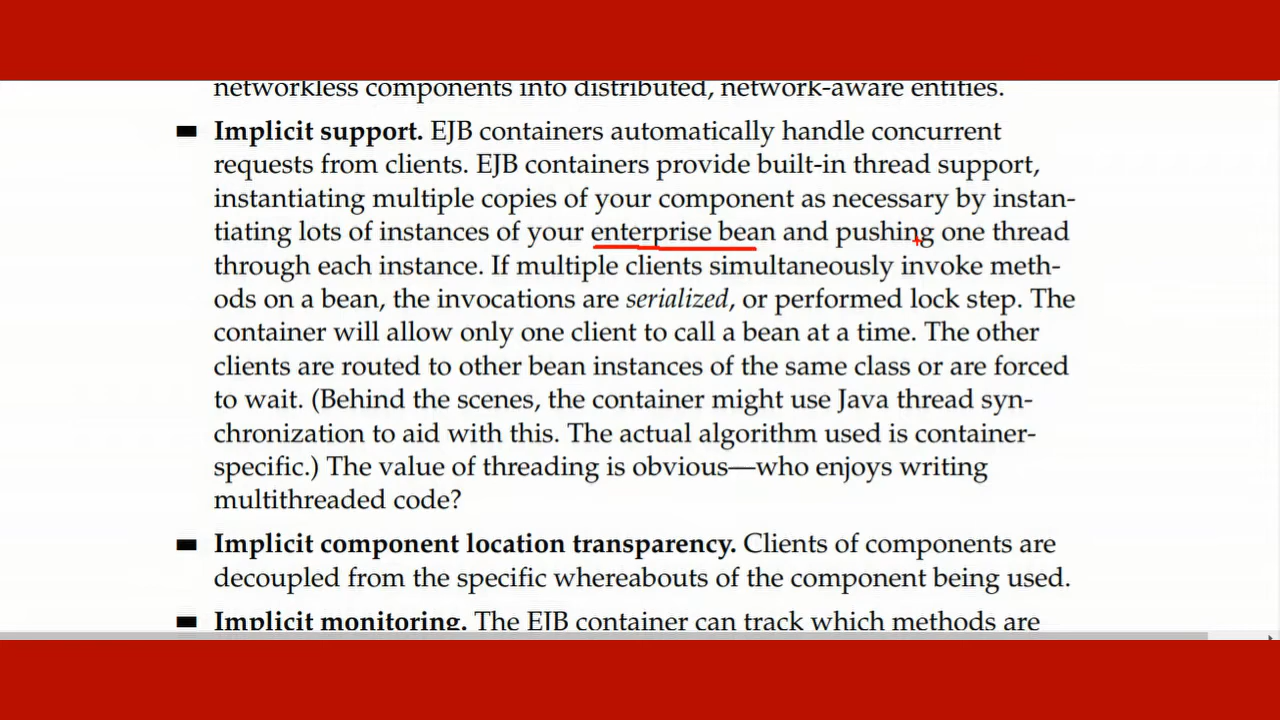 networkless components into distributed, network-aware entities.
■ Implicit support. EJB containers automatically handle concurrent
requests from clients. EJB containers provide built-in thread support,
instantiating multiple copies of your component as necessary by instan-
tiating lots of instances of your enterprise bean and pushing one thread
through each instance. If multiple clients simultaneously invoke meth-
ods on a bean, the invocations are serialized, or performed lock step. The
container will allow only one client to call a bean at a time. The other
clients are routed to other bean instances of the same class or are forced
to wait. (Behind the scenes, the container might use Java thread syn-
chronization to aid with this. The actual algorithm used is container-
specific.) The value of threading is obvious—who enjoys writing
multithreaded code?
■ Implicit component location transparency. Clients of components are
decoupled from the specific whereabouts of the component being used.
■ Implicit monitoring. The EJB container can track which methods are